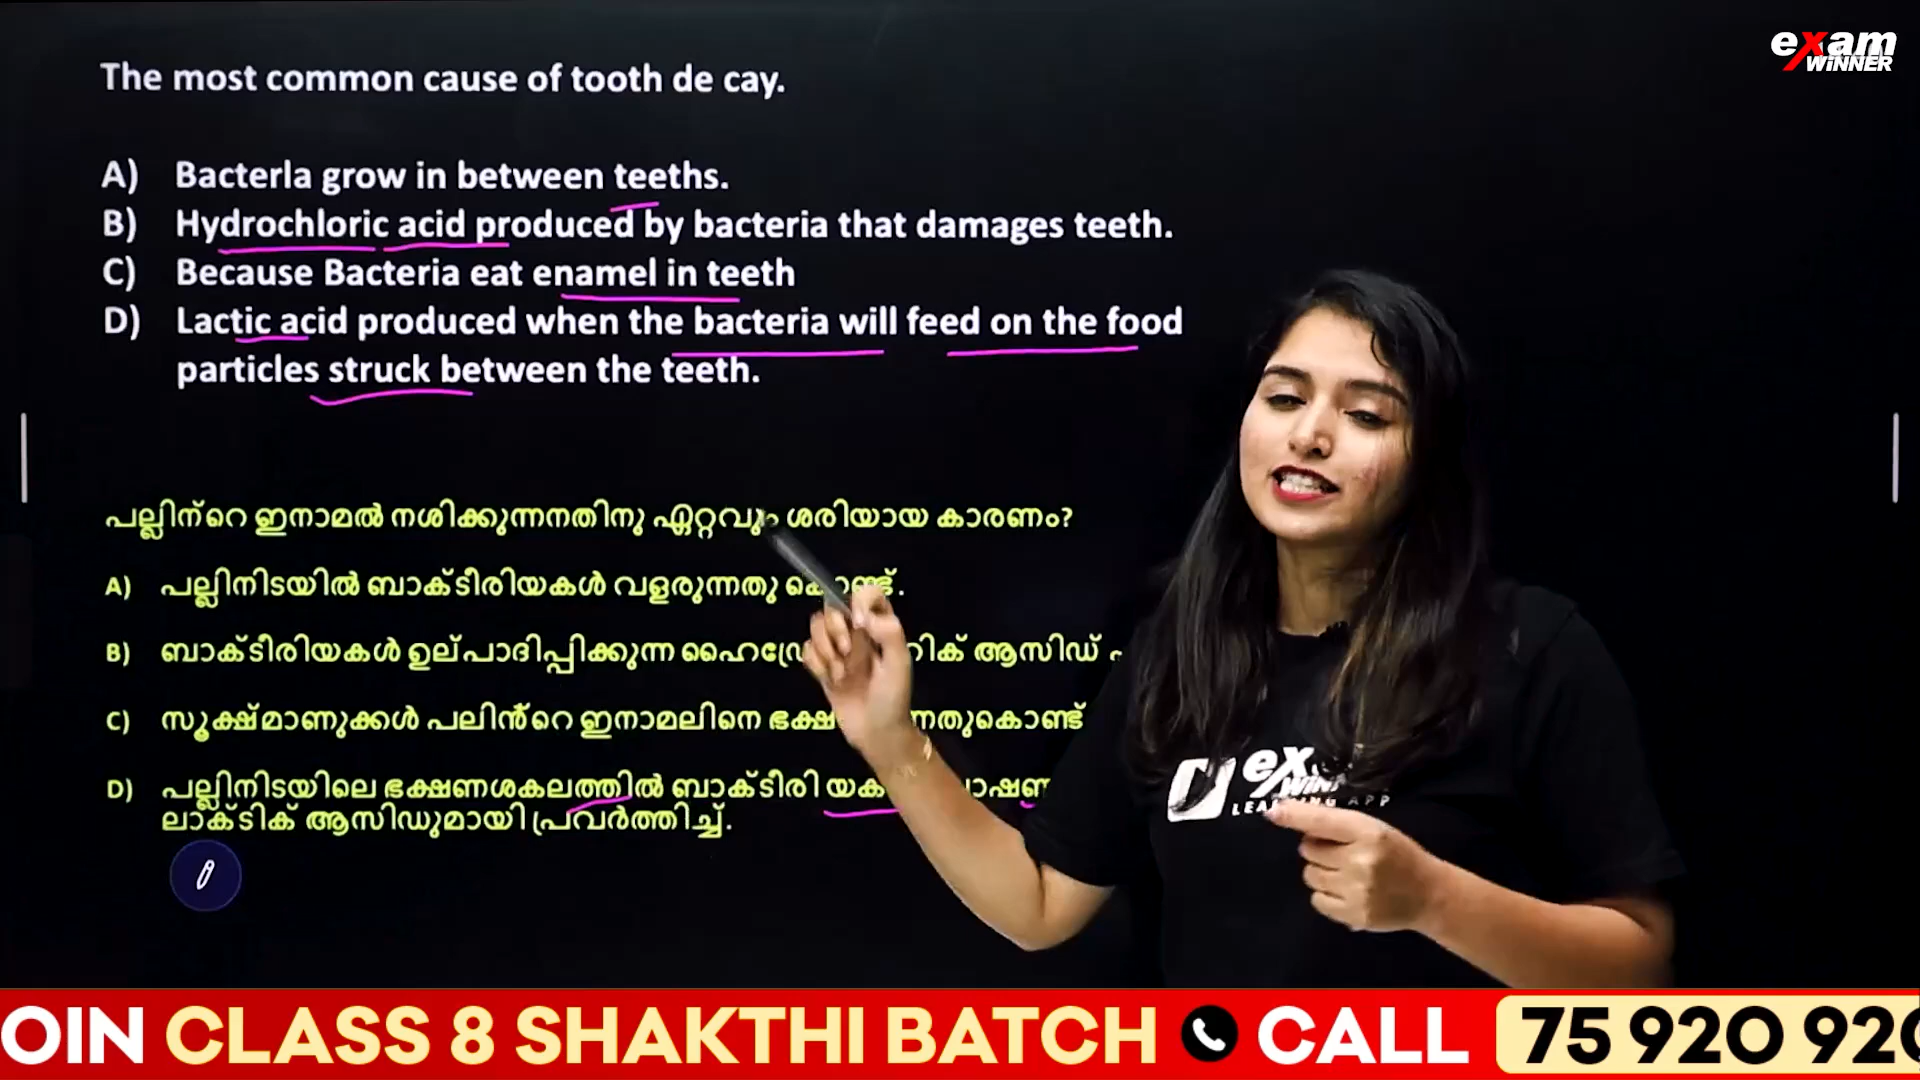 exam
WiNNER
The most common cause of tooth de cay.
A) Bacterla grow in between teeths.
B) Hydrochloric acid produced by bacteria that damages teeth.
C) Because Bacteria eat enamel in teeth
D) Lactic acid produced when the bacteria will feed on the food
particles struck between the teeth.
പല്ലിന്റെ ഇനാമൽ നശിക്കുന്നനതിനു ഏറ്റവും ശരിയായ കാരണം?
A) പല്ലിനിടയിൽ ബാക്ടീരിയകൾ വളരുന്നതു കൊണ്ട്.
B) ബാക്ടീരിയകൾ ഉല്പാദിപ്പിക്കുന്ന ആസിഡ്
C) സൂക്ഷ്മാണുക്കൾ പലിൻ്റെ ഇനാമലിനെ
D) പല്ലിനിടയിലെ ഭക്ഷണശകലത്തിൽ
ലാക്ടിക് ആസിഡുമായി പ്രവർത്തിച്ച്.
OIN CLASS 8 SHAKTHI BATCH CALL 75 920 920